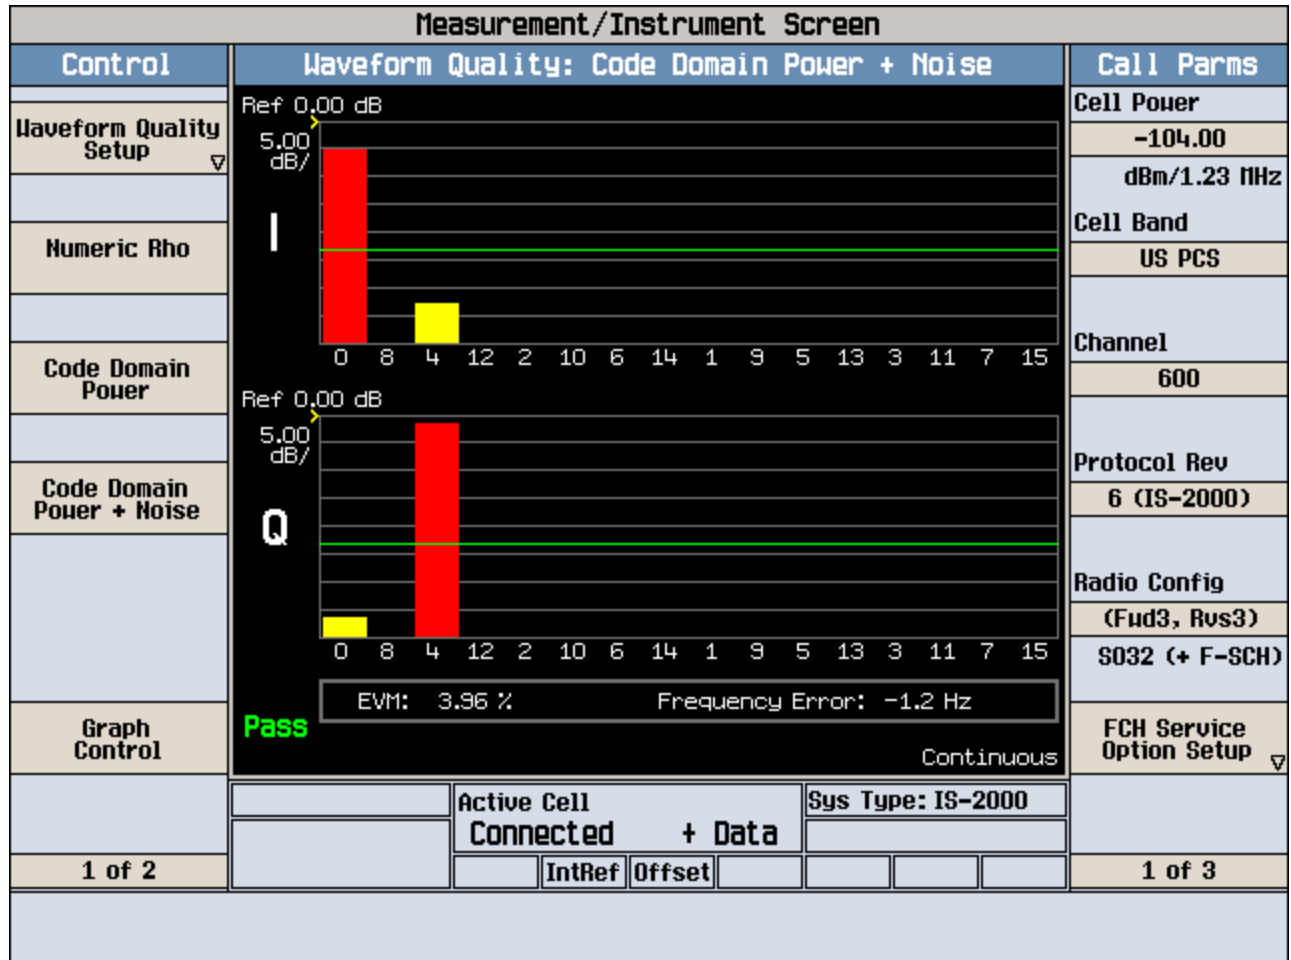 Measurement/Instrument Screen
Control
Waveform Quality
Setup
Numeric Rho
Code Domain
Power
Code Domain
Power + Noise
Graph
Control
1 of 2
Waveform Quality: Code Domain Power + Noise
Ref 0.00 dB
5.00
dB/
I
0 8 4 12 2 10 6 14 1 9 5 13 3 11 7 15
Ref 0.00 dB
5.00
dB/
Q
0 8 4 12 2 10 6 14 1 9 5 13 3 11 7 15
EVM: 3.96 % Frequency Error: -1.2 Hz
Pass
Continuous
Active Cell
Connected + Data
Sys Type: IS-2000
IntRef Offset
Call Parms
Cell Power
-104.00
dBm/1.23 MHz
Cell Band
US PCS
Channel
600
Protocol Rev
6 (IS-2000)
Radio Config
(Fwd3, Rvs3)
SO32 (+ F-SCH)
FCH Service
Option Setup
1 of 3